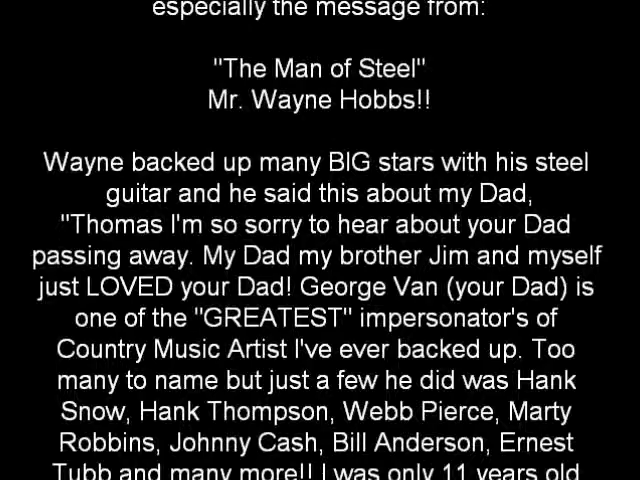 especially the message from:
"The Man of Steel"
Mr. Wayne Hobbs!!
Wayne backed up many BIG stars with his steel
guitar and he said this about my Dad,
"Thomas I'm so sorry to hear about your Dad
passing away. My Dad my brother Jim and myself
just LOVED your Dad! George Van (your Dad) is
one of the "GREATEST" impersonator's of
Country Music Artist I've ever backed up. Too
many to name but just a few he did was Hank
Snow, Hank Thompson, Webb Pierce, Marty
Robbins, Johnny Cash, Bill Anderson, Ernest
Tubb and many more!! I was only 11 years old